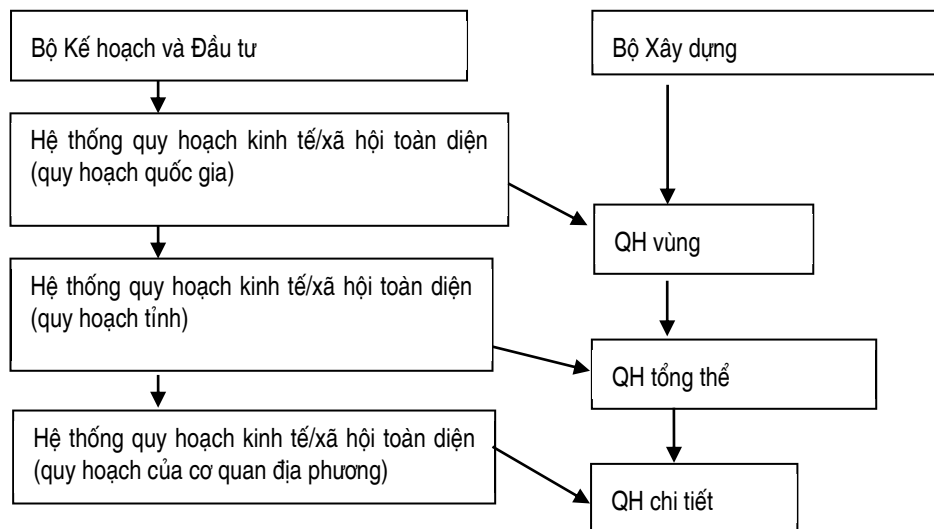 Bộ Kế hoạch và Đầu tư
Bộ Xây dựng
Hệ thống quy hoạch kinh tế/xã hội toàn diện
(quy hoạch quốc gia)
QH vùng
Hệ thống quy hoạch kinh tế/xã hội toàn diện
(quy hoạch tỉnh)
QH tổng thể
Hệ thống quy hoạch kinh tế/xã hội toàn diện
(quy hoạch của cơ quan địa phương)
QH chi tiết